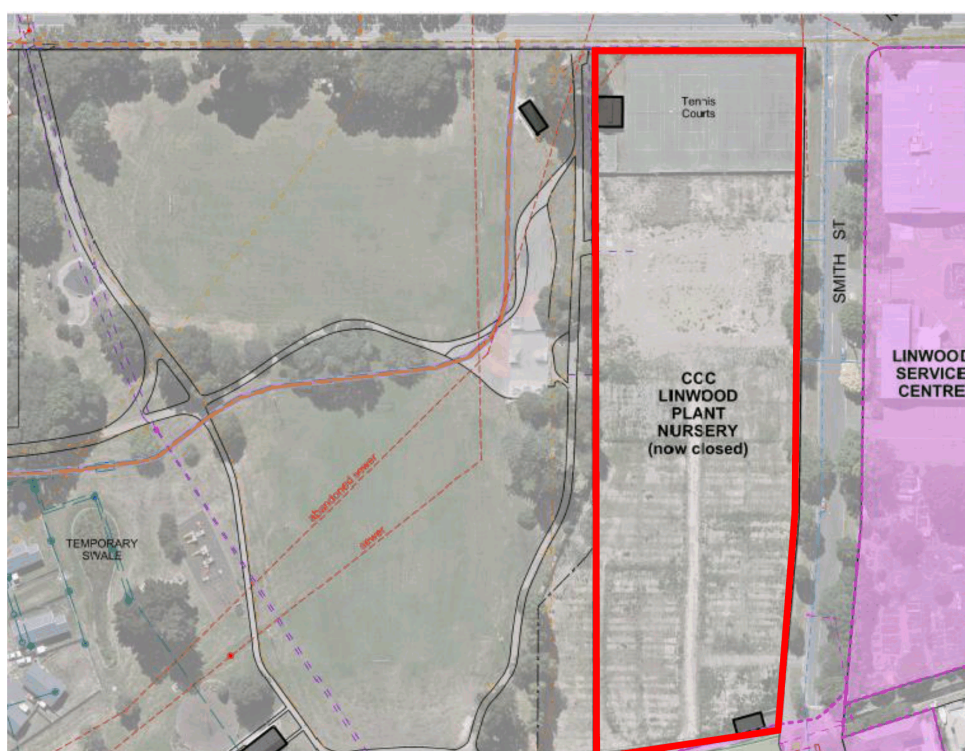 Tennis
Courts
SMITH ST
LINWOOD
SERVICE
CENTRE
CCC
LINWOOD
PLANT
NURSERY
(now closed)
abandoned sewer
sewer
TEMPORARY
SWALE